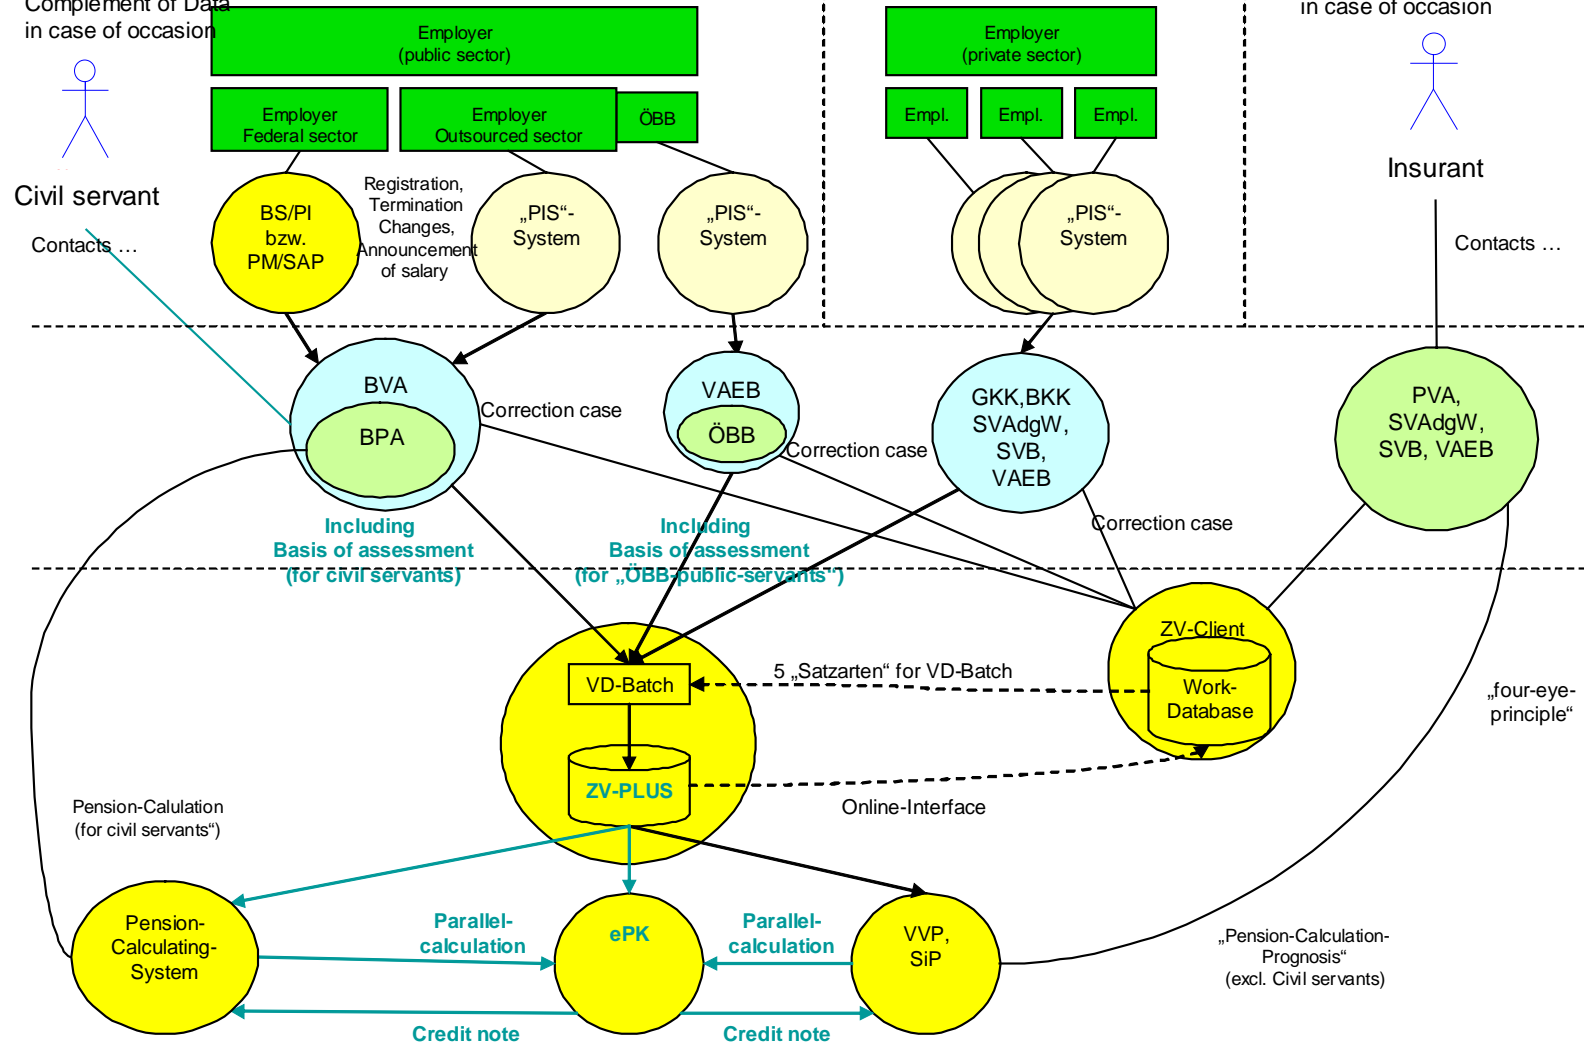 Complement of Data
in case of occasion
in case of occasion
Employer
(public sector)
Employer
(private sector)
Employer
Federal sector
Employer
Outsourced sector
ÖBB
Empl.
Empl.
Empl.
Civil servant
Insurant
Contacts …
Contacts …
BS/PI
bzw.
PM/SAP
Registration,
Termination
Changes,
Announcement
of salary
„PIS“-
System
„PIS“-
System
„PIS“-
System
BVA
BPA
Correction case
VAEB
ÖBB
Correction case
GKK,BKK
SVAdgW,
SVB,
VAEB
Correction case
PVA,
SVAdgW,
SVB, VAEB
Including
Basis of assessment
(for civil servants)
Including
Basis of assessment
(for „ÖBB-public-servants“)
ZV-Client
Work-
Database
5 „Satzarten“ for VD-Batch
VD-Batch
ZV-PLUS
Online-Interface
„four-eye-
principle“
Pension-Calulation
(for civil servants“)
Pension-
Calculating-
System
Parallel-
calculation
ePK
Parallel-
calculation
VVP,
SiP
„Pension-Calculation-
Prognosis“
(excl. Civil servants)
Credit note
Credit note